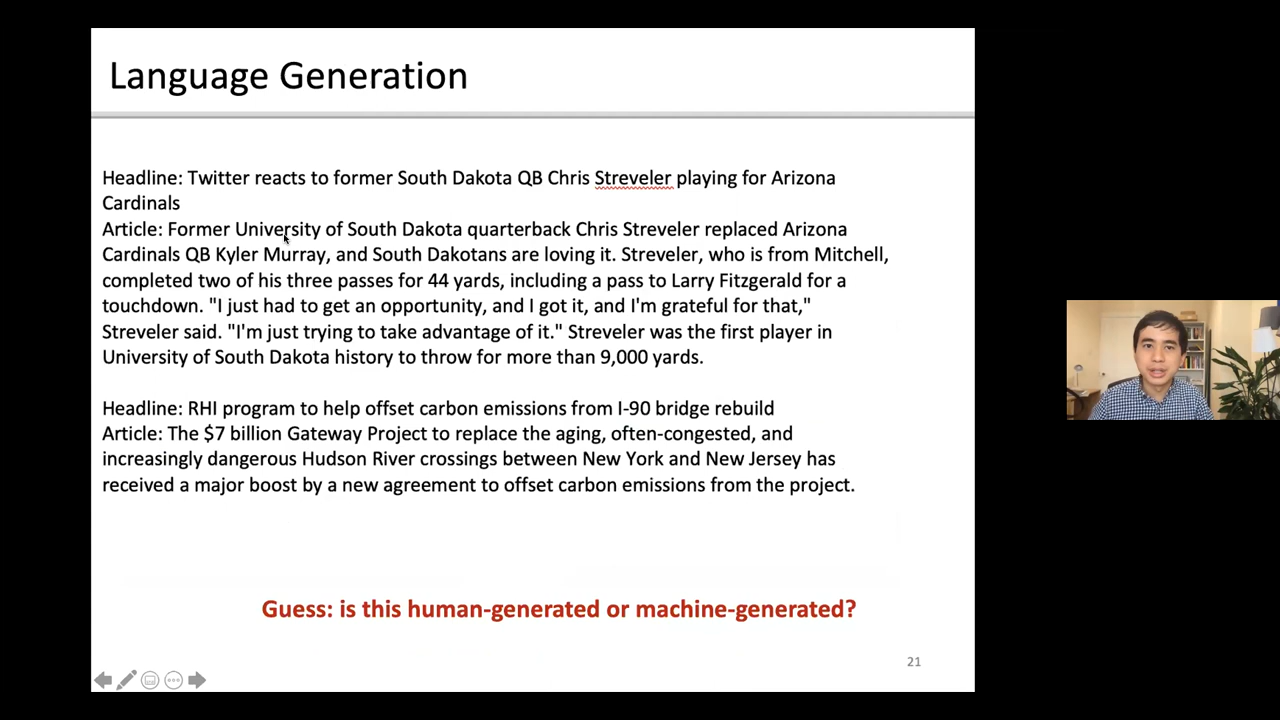 Language Generation
Headline: Twitter reacts to former South Dakota QB Chris Streveler playing for Arizona
Cardinals
Article: Former University of South Dakota quarterback Chris Streveler replaced Arizona
Cardinals QB Kyler Murray, and South Dakotans are loving it. Streveler, who is from Mitchell,
completed two of his three passes for 44 yards, including a pass to Larry Fitzgerald for a
touchdown. "I just had to get an opportunity, and I got it, and I'm grateful for that,"
Streveler said. "I'm just trying to take advantage of it." Streveler was the first player in
University of South Dakota history to throw for more than 9,000 yards.
Headline: RHI program to help offset carbon emissions from I-90 bridge rebuild
Article: The $7 billion Gateway Project to replace the aging, often-congested, and
increasingly dangerous Hudson River crossings between New York and New Jersey has
received a major boost by a new agreement to offset carbon emissions from the project.
Guess: is this human-generated or machine-generated?
21